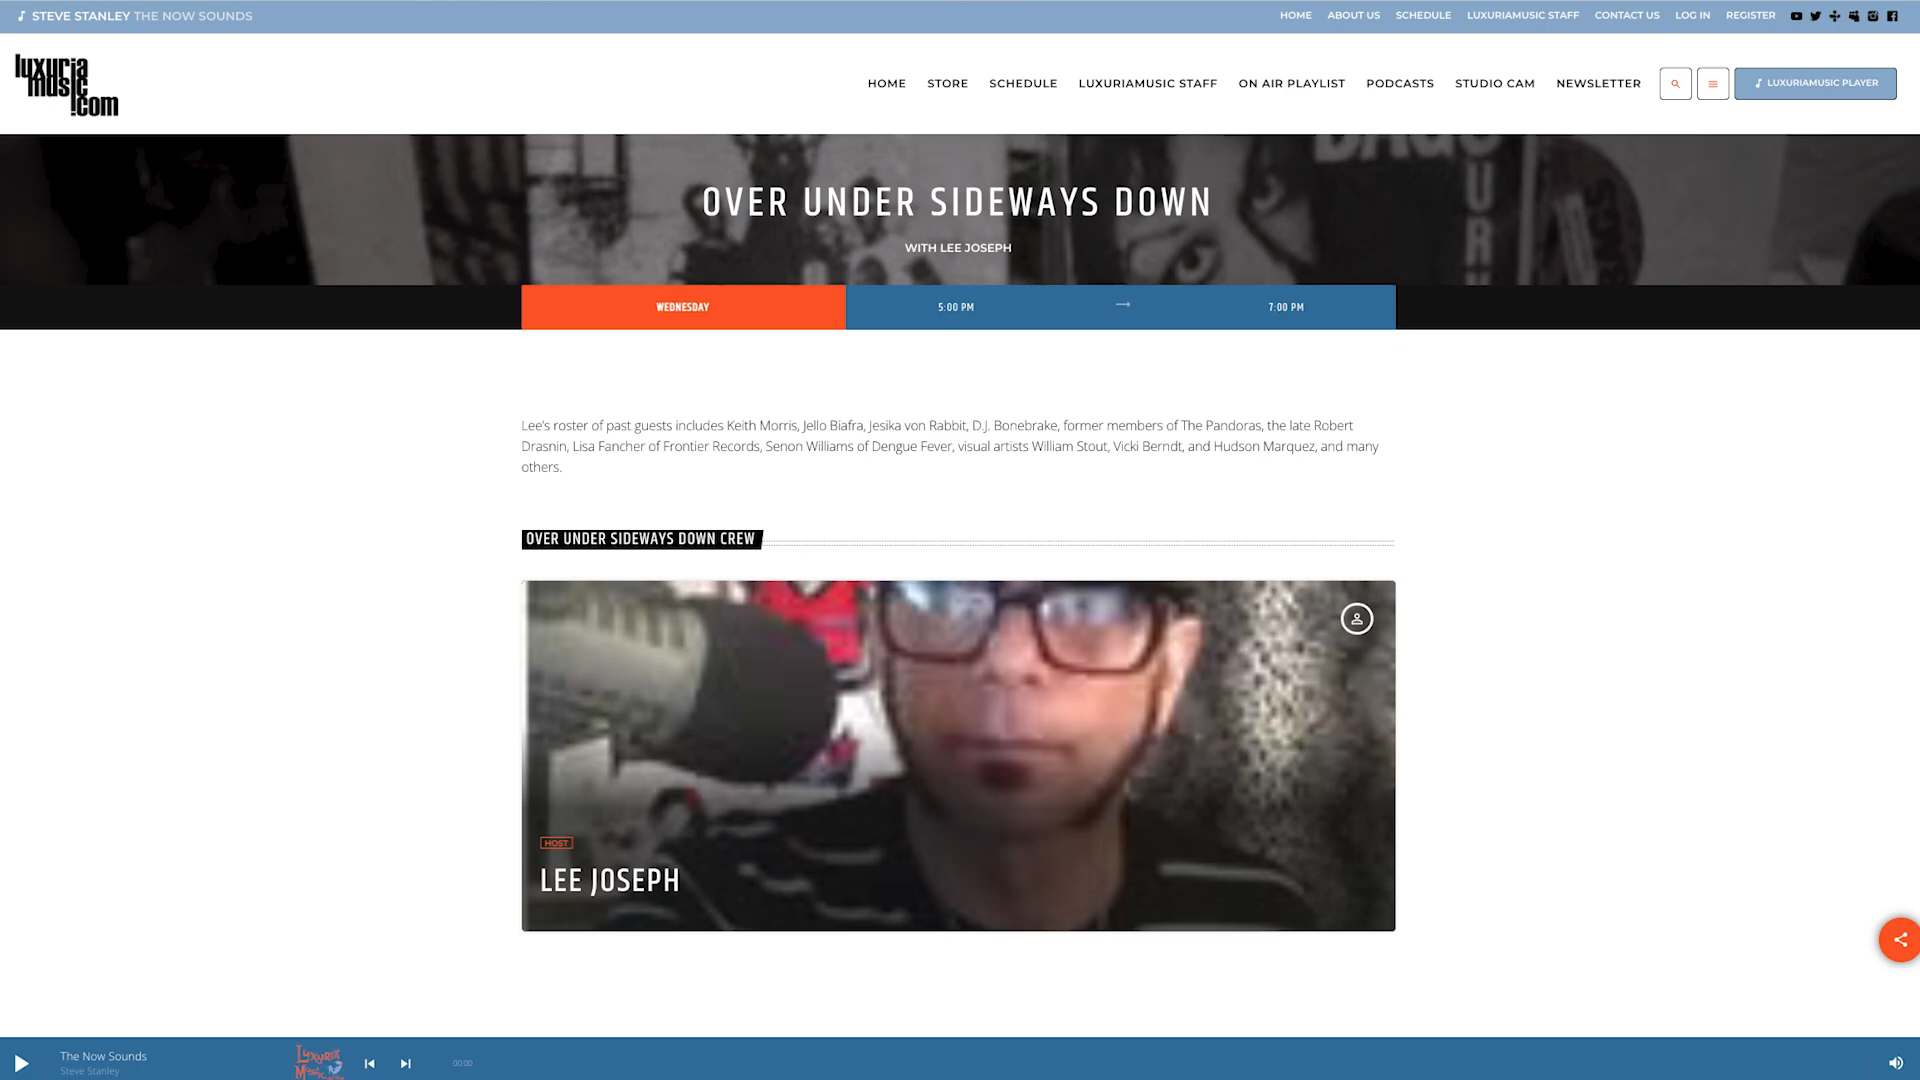 STEVE STANLEY THE NOW SOUNDS
HOME ABOUT US SCHEDULE LUXURIAMUSIC STAFF CONTACT US LOG IN REGISTER
luxuria
music
.com
HOME STORE SCHEDULE LUXURIAMUSIC STAFF ON AIR PLAYLIST PODCASTS STUDIO CAM NEWSLETTER LUXURIAMUSIC PLAYER
OVER UNDER SIDEWAYS DOWN
WITH LEE JOSEPH
WEDNESDAY 5:00 PM 7:00 PM
Lee's roster of past guests includes Keith Morris, Jello Biafra, Jesika von Rabbit, D.J. Bonebrake, former members of The Pandoras, the late Robert
Drasnin, Lisa Fancher of Frontier Records, Senon Williams of Dengue Fever, visual artists William Stout, Vicki Berndt, and Hudson Marquez, and many
others.
OVER UNDER SIDEWAYS DOWN CREW
HOST
LEE JOSEPH
The Now Sounds
Steve Stanley
Luxuria
Music
00:00